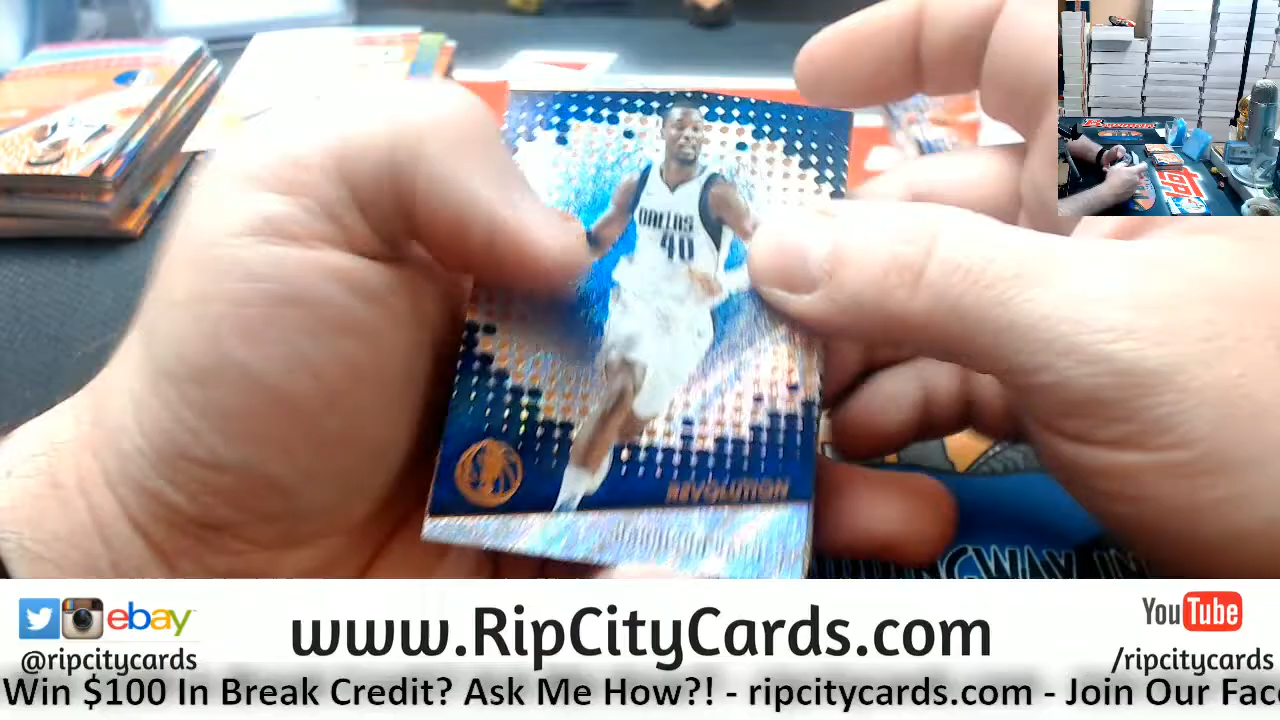 DALLAS
40
REVOLUTION
ebay
www.RipCityCards.com
YouTube
@ripcitycards
/ripcitycards
Win $100 In Break Credit? Ask Me How?! - ripcitycards.com - Join Our Face